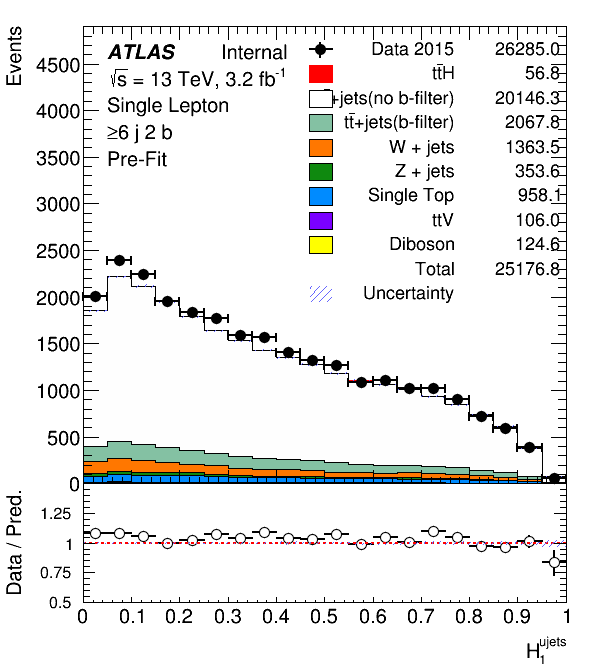 Events
4500
4000
3500
3000
2500
2000
1500
1000
500
0
ATLAS Internal
√s = 13 TeV, 3.2 fb-1
Single Lepton
≥6 j 2 b
Pre-Fit
Data 2015 26285.0
tt̄H 56.8
+jets(no b-filter) 20146.3
tt̄+jets(b-filter) 2067.8
W + jets 1363.5
Z + jets 353.6
Single Top 958.1
ttV 106.0
Diboson 124.6
Total 25176.8
Uncertainty
Data / Pred.
1.25
1
0.75
0.5
0 0.1 0.2 0.3 0.4 0.5 0.6 0.7 0.8 0.9 1
H1ujets